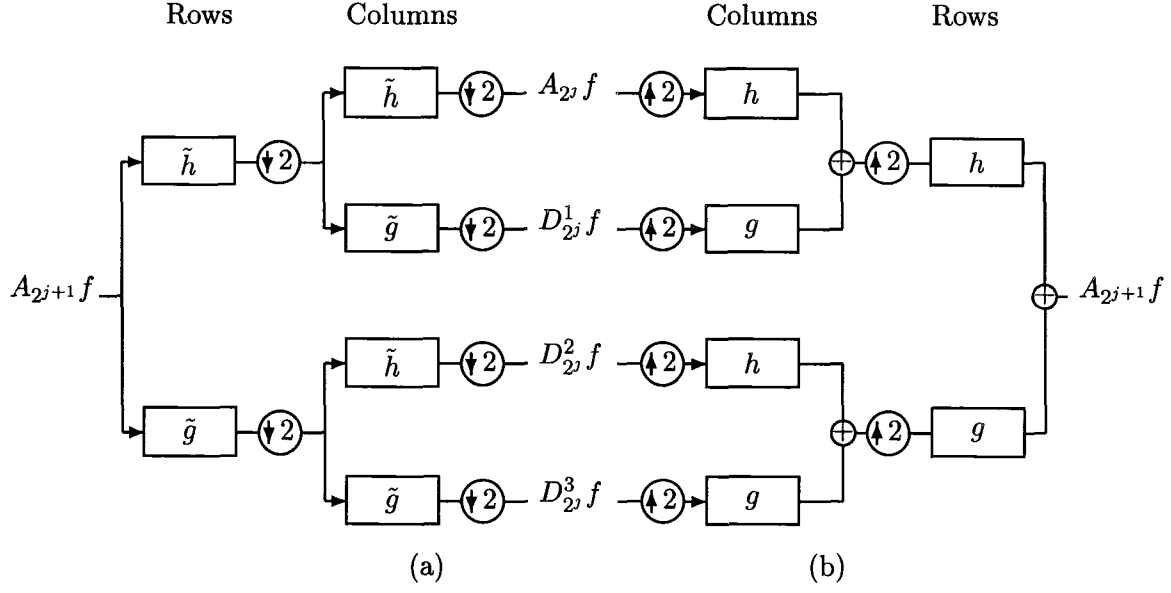 Rows Columns Columns Rows
h̃ ↓2 A_{2^j} f ↑2 h
h̃ ↓2 ↑2 h
g̃ ↓2 D^1_{2^j} f ↑2 g
A_{2^{j+1}} f A_{2^{j+1}} f
h̃ ↓2 D^2_{2^j} f ↑2 h
g̃ ↓2 ↑2 g
g̃ ↓2 D^3_{2^j} f ↑2 g
(a) (b)